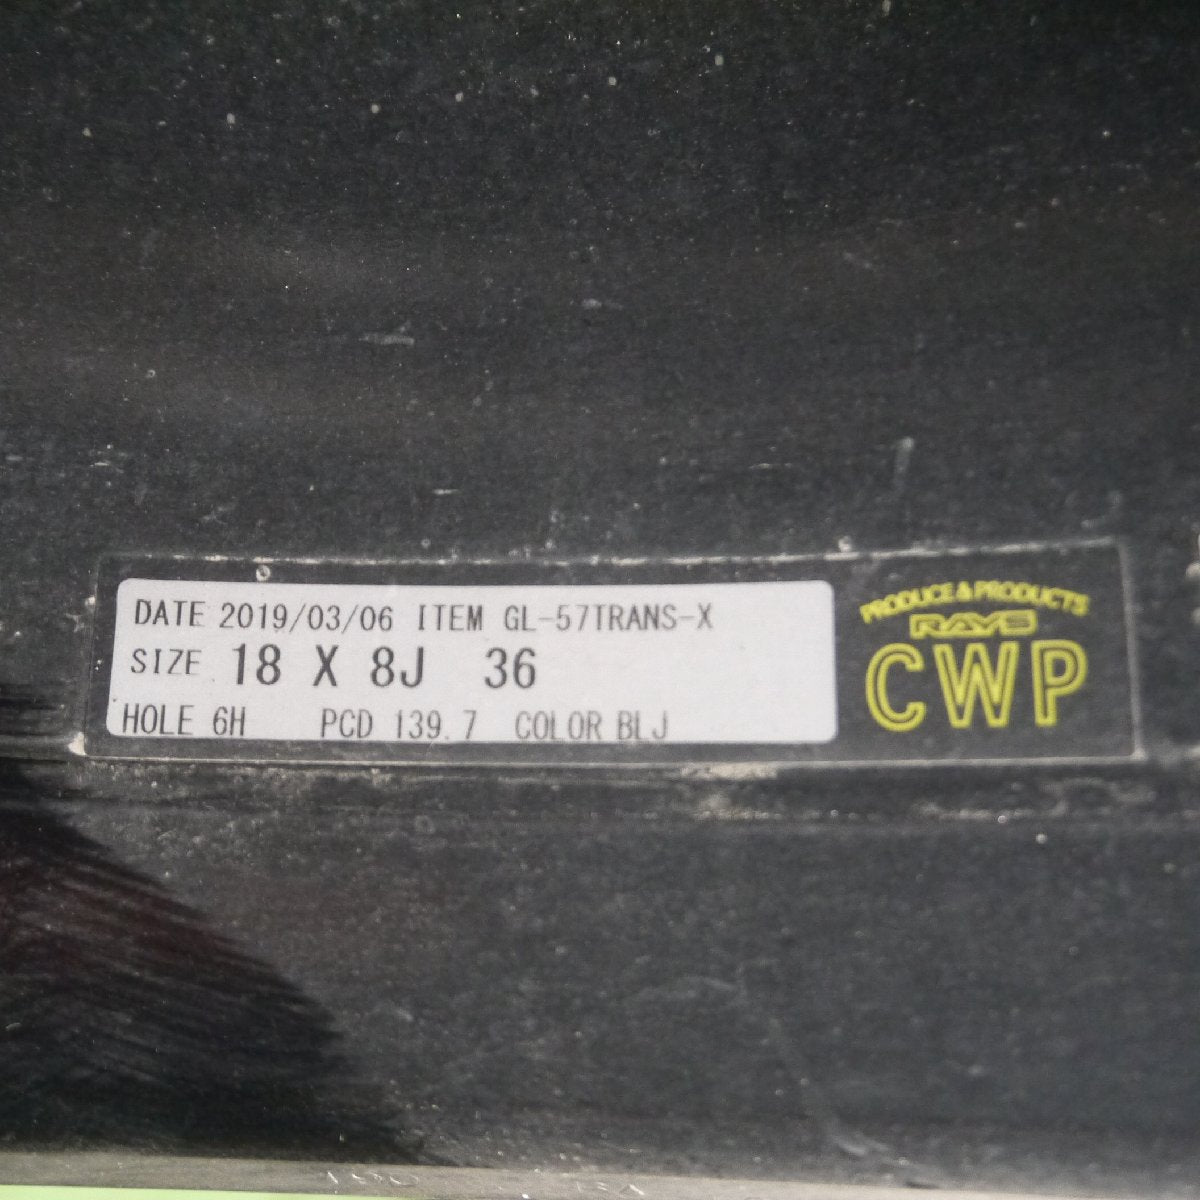 DATE 2019/03/06 ITEM GL-57TRANS-X
SIZE 18 X 8J 36
HOLE 6H PCD 139.7 COLOR BLJ
PRODUCE & PRODUCTS
RAYS
CWP